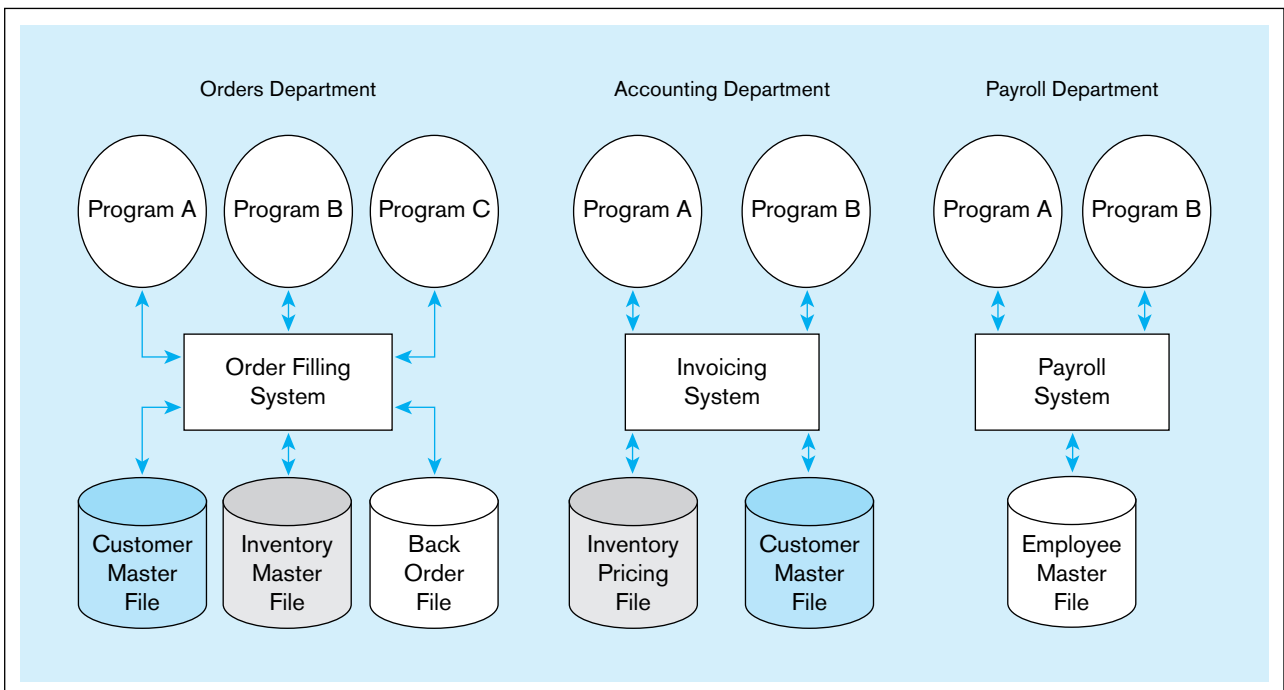 Orders Department
Accounting Department
Payroll Department
Program A
Program B
Program C
Program A
Program B
Program A
Program B
Order Filling
System
Invoicing
System
Payroll
System
Customer
Master
File
Inventory
Master
File
Back
Order
File
Inventory
Pricing
File
Customer
Master
File
Employee
Master
File